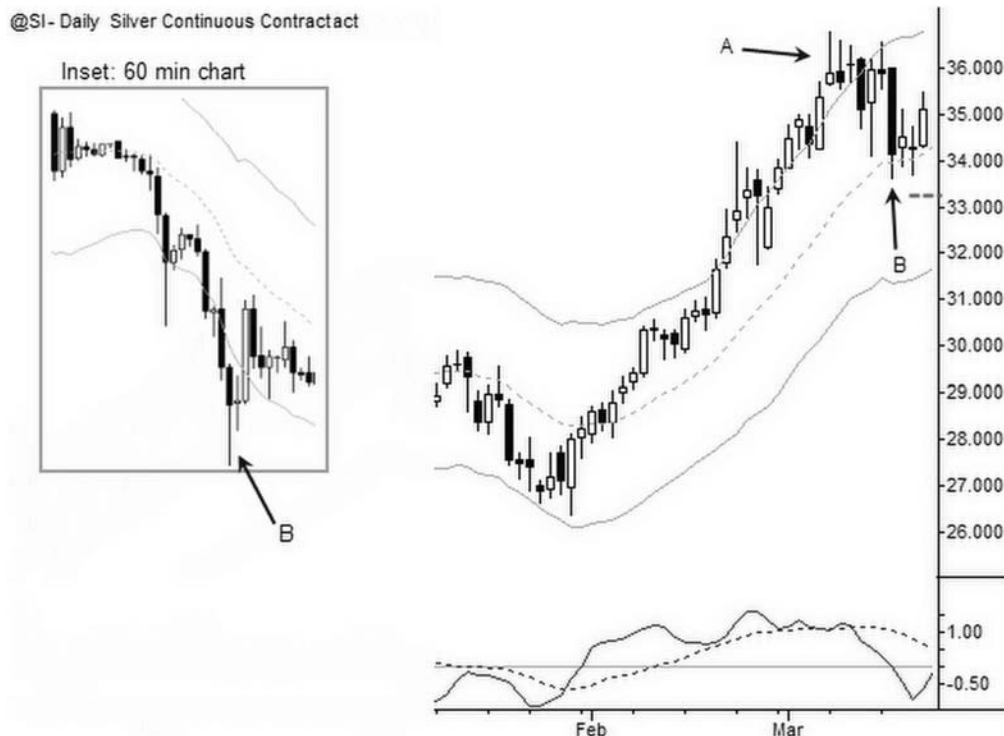 @SI - Daily Silver Continuous Contractact
Inset: 60 min chart
A
36.000
35.000
34.000
33.000
B
32.000
31.000
30.000
29.000
28.000
27.000
B
26.000
1.00
-0.50
Feb Mar